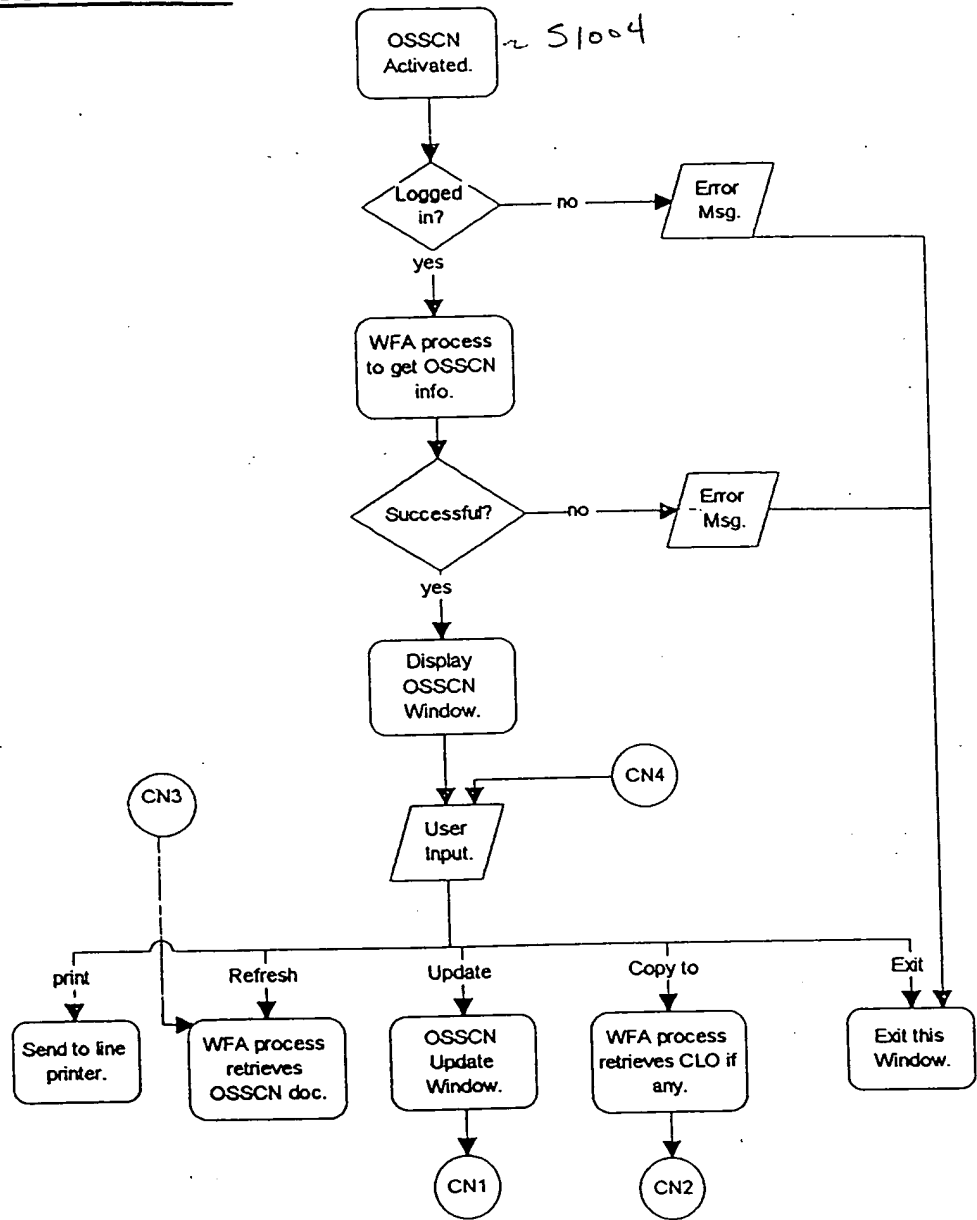 OSSCN
Activated.
~ S1004
Logged
in?
no
Error
Msg.
yes
WFA process
to get OSSCN
info.
Successful?
no
Error
Msg.
yes
Display
OSSCN
Window.
CN4
CN3
User
Input.
print
Refresh
Update
Copy to
Exit
Send to line
printer.
WFA process
retrieves
OSSCN doc.
OSSCN
Update
Window.
WFA process
retrieves CLO if
any.
Exit this
Window.
CN1
CN2